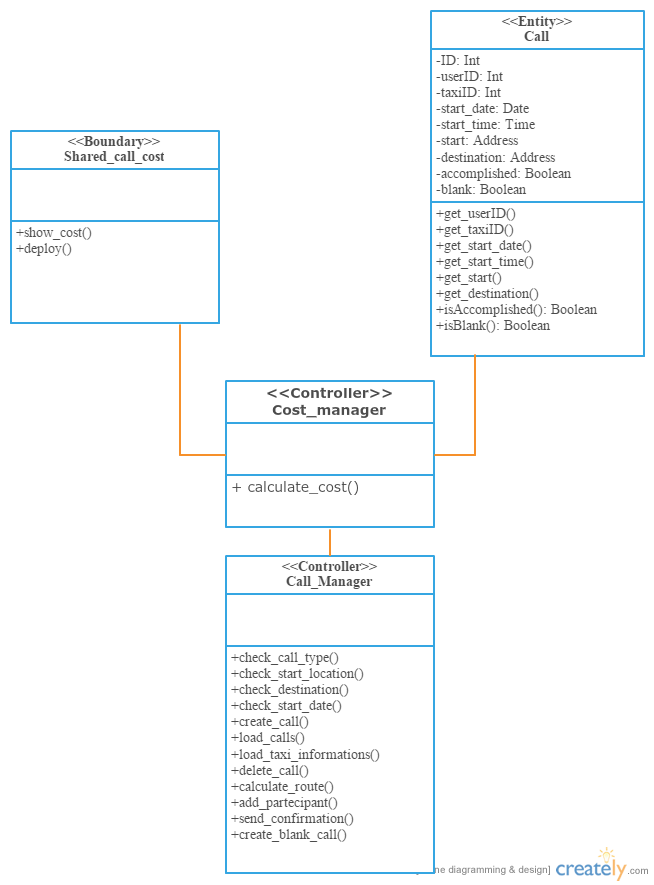 <<Entity>>
Call
-ID: Int
-userID: Int
-taxiID: Int
-start_date: Date
-start_time: Time
-start: Address
-destination: Address
-accomplished: Boolean
-blank: Boolean
+get_userID()
+get_taxiID()
+get_start_date()
+get_start_time()
+get_start()
+get_destination()
+isAccomplished(): Boolean
+isBlank(): Boolean
<<Boundary>>
Shared_call_cost
+show_cost()
+deploy()
<<Controller>>
Cost_manager
+ calculate_cost()
<<Controller>>
Call_Manager
+check_call_type()
+check_start_location()
+check_destination()
+check_start_date()
+create_call()
+load_calls()
+load_taxi_informations()
+delete_call()
+calculate_route()
+add_partecipant()
+send_confirmation()
+create_blank_call()
diagramming & design] creately.com